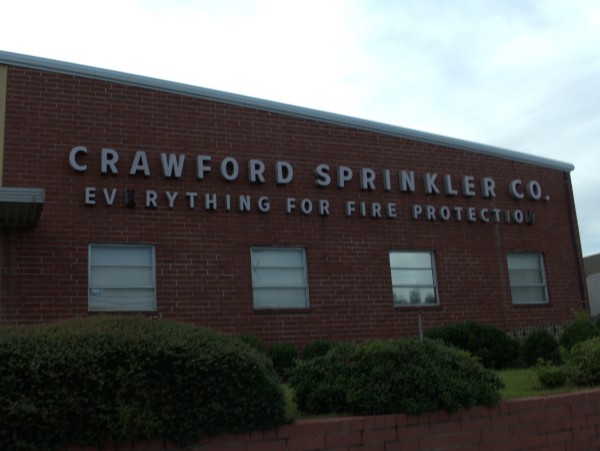 CRAWFORD SPRINKLER CO.
EVERYTHING FOR FIRE PROTECTION